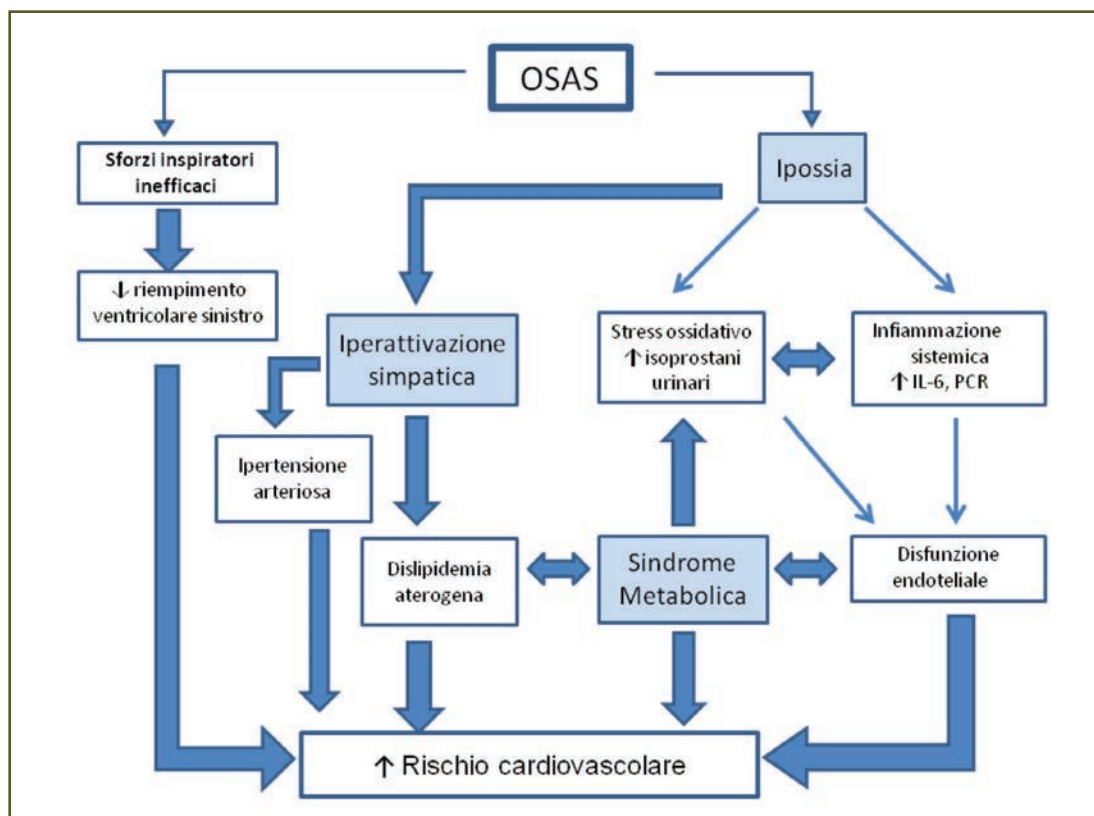 OSAS
Sforzi inspiratori
inefficaci
Ipossia
↓ riempimento
ventricolare sinistro
Iperattivazione
simpatica
Stress ossidativo
↑ isoprostani
urinari
Infiammazione
sistemica
↑ IL-6, PCR
Ipertensione
arteriosa
Dislipidemia
aterogena
Sindrome
Metabolica
Disfunzione
endoteliale
↑ Rischio cardiovascolare